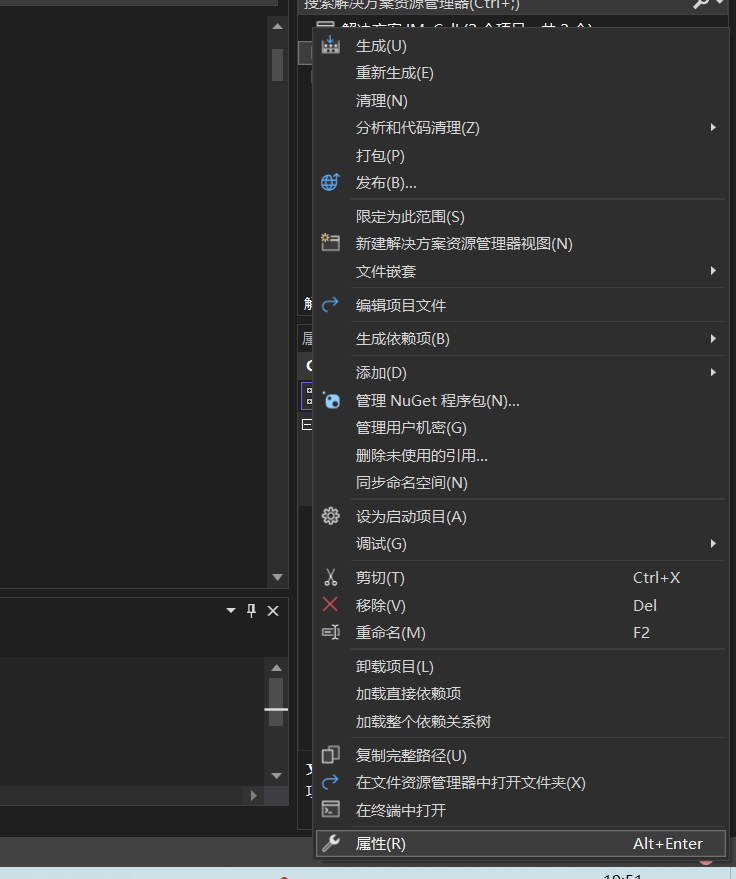 搜索解决方案资源管理器(Ctrl+;)
生成(U)
重新生成(E)
清理(N)
分析和代码清理(Z)
打包(P)
发布(B)...
限定为此范围(S)
新建解决方案资源管理器视图(N)
文件嵌套
编辑项目文件
生成依赖项(B)
添加(D)
管理 NuGet 程序包(N)...
管理用户机密(G)
删除未使用的引用...
同步命名空间(N)
设为启动项目(A)
调试(G)
剪切(T) Ctrl+X
移除(V) Del
重命名(M) F2
卸载项目(L)
加载直接依赖项
加载整个依赖关系树
复制完整路径(U)
在文件资源管理器中打开文件夹(X)
在终端中打开
属性(R) Alt+Enter